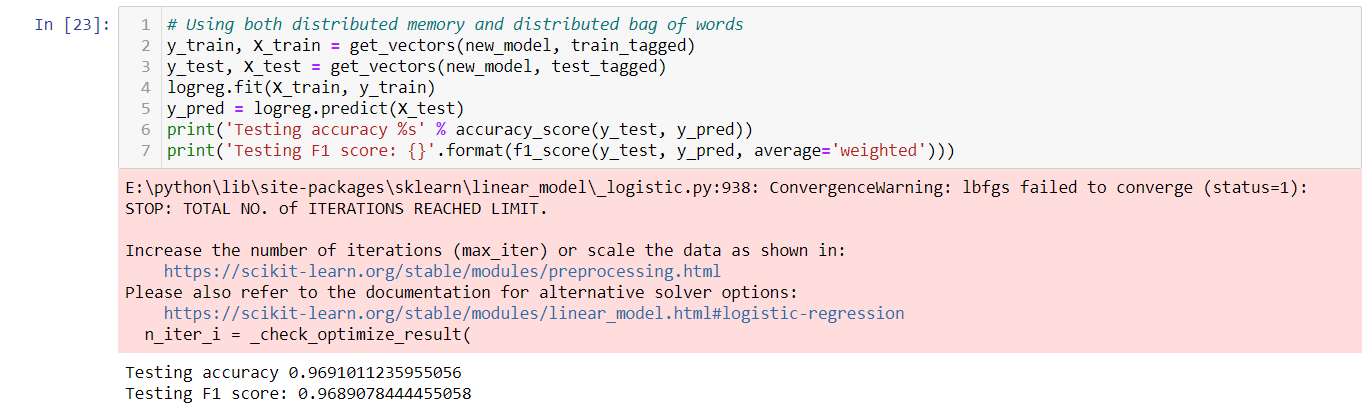 In [23]:
1 # Using both distributed memory and distributed bag of words
2 y_train, X_train = get_vectors(new_model, train_tagged)
3 y_test, X_test = get_vectors(new_model, test_tagged)
4 logreg.fit(X_train, y_train)
5 y_pred = logreg.predict(X_test)
6 print('Testing accuracy %s' % accuracy_score(y_test, y_pred))
7 print('Testing F1 score: {}'.format(f1_score(y_test, y_pred, average='weighted')))
E:\python\lib\site-packages\sklearn\linear_model\_logistic.py:938: ConvergenceWarning: lbfgs failed to converge (status=1):
STOP: TOTAL NO. of ITERATIONS REACHED LIMIT.

Increase the number of iterations (max_iter) or scale the data as shown in:
    https://scikit-learn.org/stable/modules/preprocessing.html
Please also refer to the documentation for alternative solver options:
    https://scikit-learn.org/stable/modules/linear_model.html#logistic-regression
  n_iter_i = _check_optimize_result(
Testing accuracy 0.9691011235955056
Testing F1 score: 0.9689078444455058